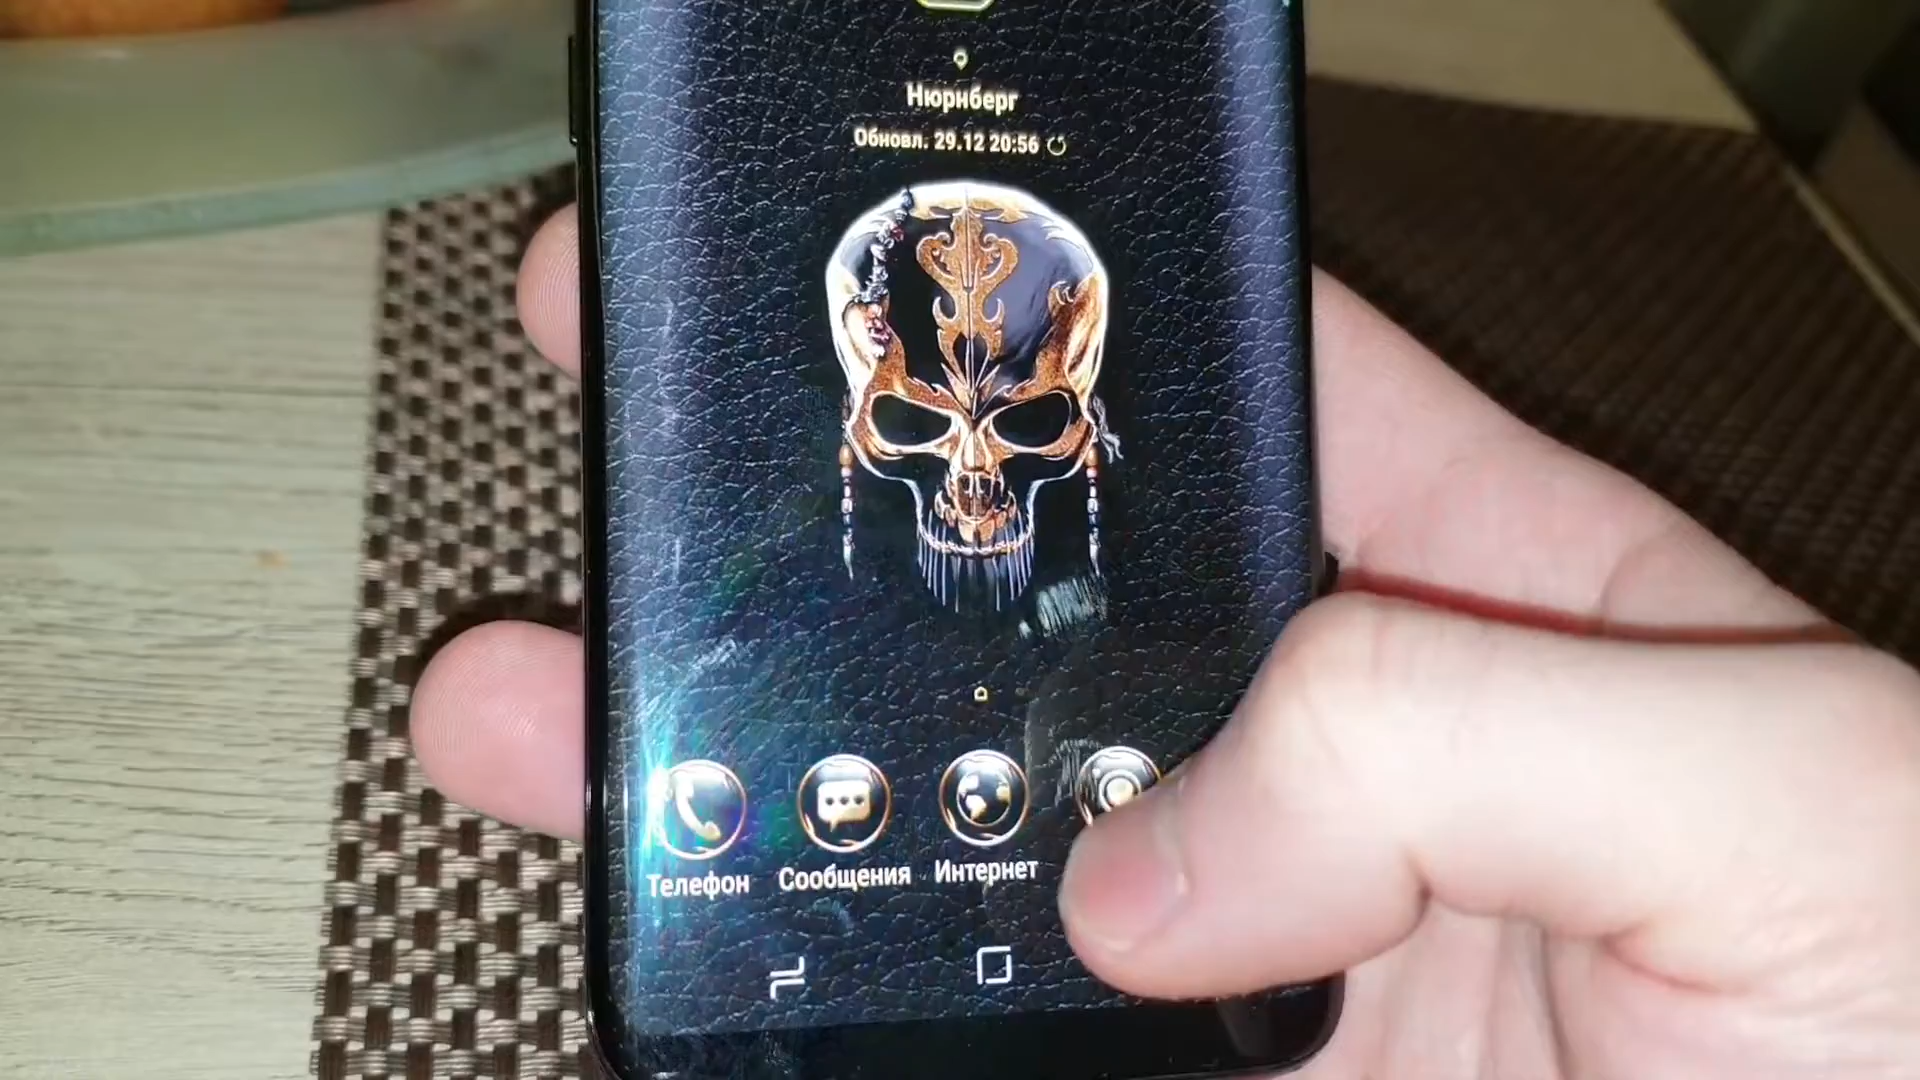 Нюрнберг
Обновл. 29.12 20:56
Телефон
Сообщения
Интернет